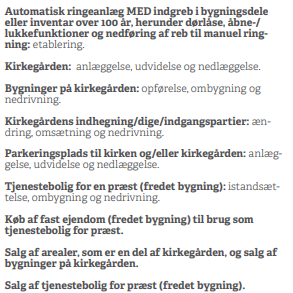 Automatisk ringeanlæg MED indgreb i bygningsdele
eller inventar over 100 år, herunder dørlåse, åbne-/
lukkefunktioner og nedføring af reb til manuel ring-
ning: etablering.
Kirkegården: anlæggelse, udvidelse og nedlæggelse.
Bygninger på kirkegården: opførelse, ombygning og
nedrivning.
Kirkegårdens indhegning/dige/indgangspartier: æn-
dring, omsætning og nedrivning.
Parkeringsplads til kirken og/eller kirkegården: anlæg-
gelse, udvidelse og nedlæggelse.
Tjenestebolig for en præst (fredet bygning): istandsæt-
telse, ombygning og nedrivning.
Køb af fast ejendom (fredet bygning) til brug som
tjenestebolig for præst.
Salg af arealer, som er en del af kirkegården, og salg af
bygninger på kirkegården.
Salg af tjenestebolig for præst (fredet bygning).